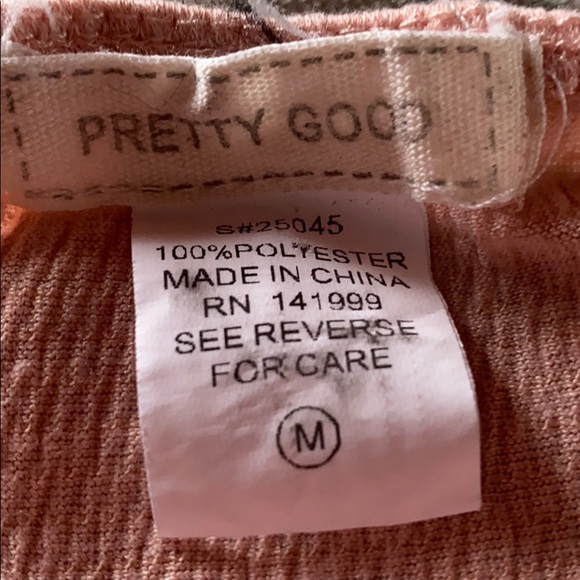 PRETTY GOOD
S#25045
100%POLYESTER
MADE IN CHINA
RN 141999
SEE REVERSE
FOR CARE
M